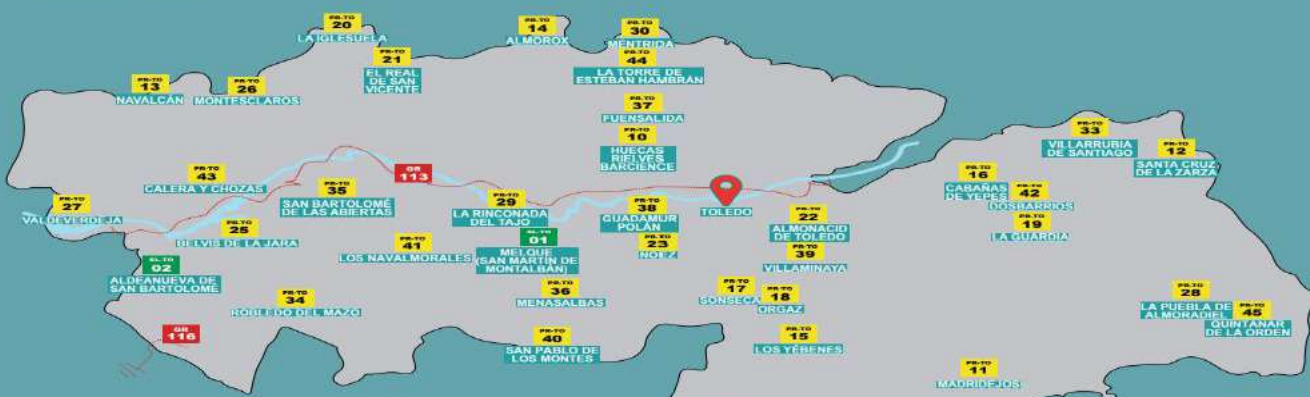 PR-TO
20
LA IGLESUELA
PR-TO
14
ALMOROX
PR-TO
30
MENTRIDA
PR-TO
21
EL REAL
DE SAN
VICENTE
PR-TO
44
LA TORRE DE
ESTEBAN HAMBRAN
PR-TO
13
NAVALCÁN
PR-TO
26
MONTESCLAROS
PR-TO
37
FUENSALIDA
PR-TO
10
HUECAS
RIELVES
BARCIENCE
PR-TO
33
VILLARRUBIA
DE SANTIAGO
PR-TO
12
SANTA CRUZ
DE LA ZARZA
PR-TO
43
CALERA Y CHOZAS
PR-TO
35
SAN BARTOLOMÉ
DE LAS ABIERTAS
GR
113
PR-TO
29
LA RINCONADA
DEL TAJO
PR-TO
38
GUADAMUR
POLÁN
TOLEDO
PR-TO
22
ALMONACID
DE TOLEDO
PR-TO
16
CABAÑAS
DE YEPES
PR-TO
42
DOSBARRIOS
PR-TO
19
LA GUARDIA
PR-TO
27
VALDEVERDEJA
PR-TO
25
BELVIS DE LA JARA
PR-TO
41
LOS NAVALMORALES
SL-TO
01
MELQUE
(SAN MARTÍN DE
MONTALBÁN)
PR-TO
23
NOEZ
PR-TO
39
VILLAMINAYA
SL-TO
02
ALDEANUEVA DE
SAN BARTOLOMÉ
PR-TO
34
ROBLEDO DEL MAZO
PR-TO
36
MENASALBAS
PR-TO
17
SONSECA
PR-TO
18
ORGAZ
PR-TO
28
LA PUEBLA DE
ALMORADIEL
PR-TO
45
QUINTANAR
DE LA ORDEN
GR
116
PR-TO
40
SAN PABLO DE
LOS MONTES
PR-TO
15
LOS YÉBENES
PR-TO
11
MADRIDEJOS